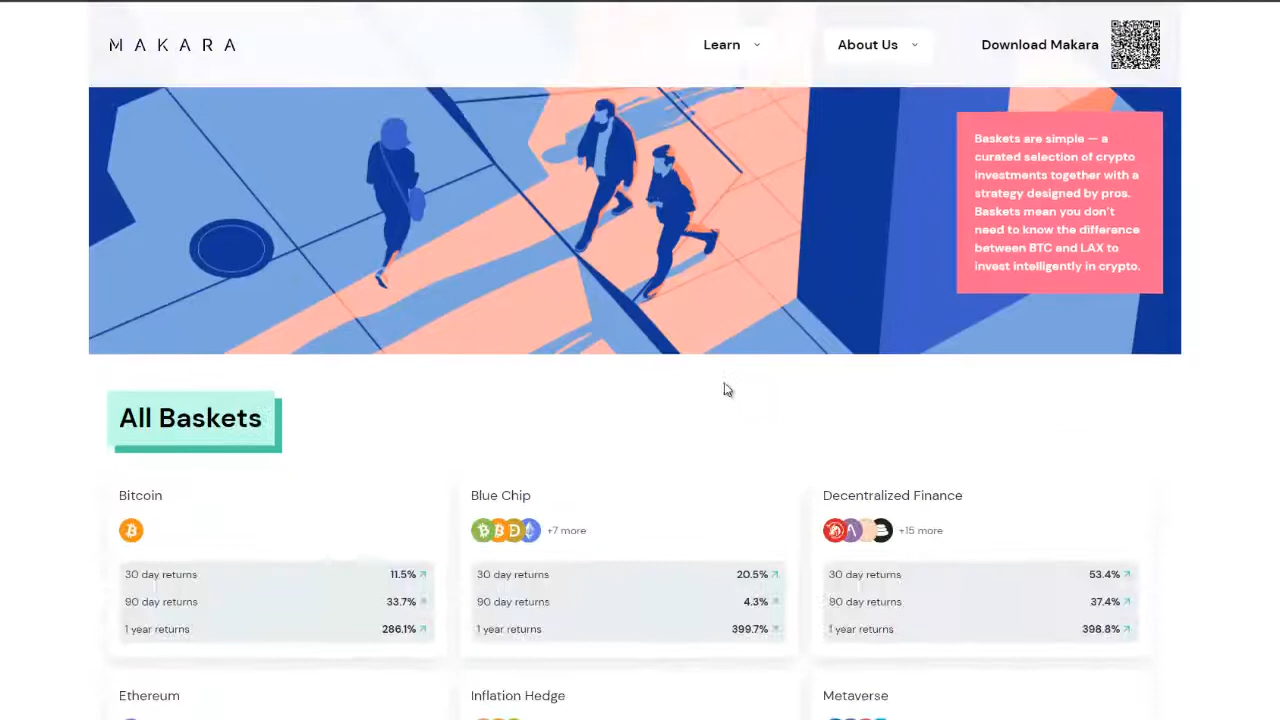 MAKARA
Learn
About Us
Download Makara
Baskets are simple — a
curated selection of crypto
investments together with a
strategy designed by pros.
Baskets mean you don't
need to know the difference
between BTC and LAX to
invest intelligently in crypto.
All Baskets
Bitcoin
30 day returns 11.5%
90 day returns 33.7%
1 year returns 286.1%
Blue Chip
+7 more
30 day returns 20.5%
90 day returns 4.3%
1 year returns 399.7%
Decentralized Finance
+15 more
30 day returns 53.4%
90 day returns 37.4%
1 year returns 398.8%
Ethereum
Inflation Hedge
Metaverse